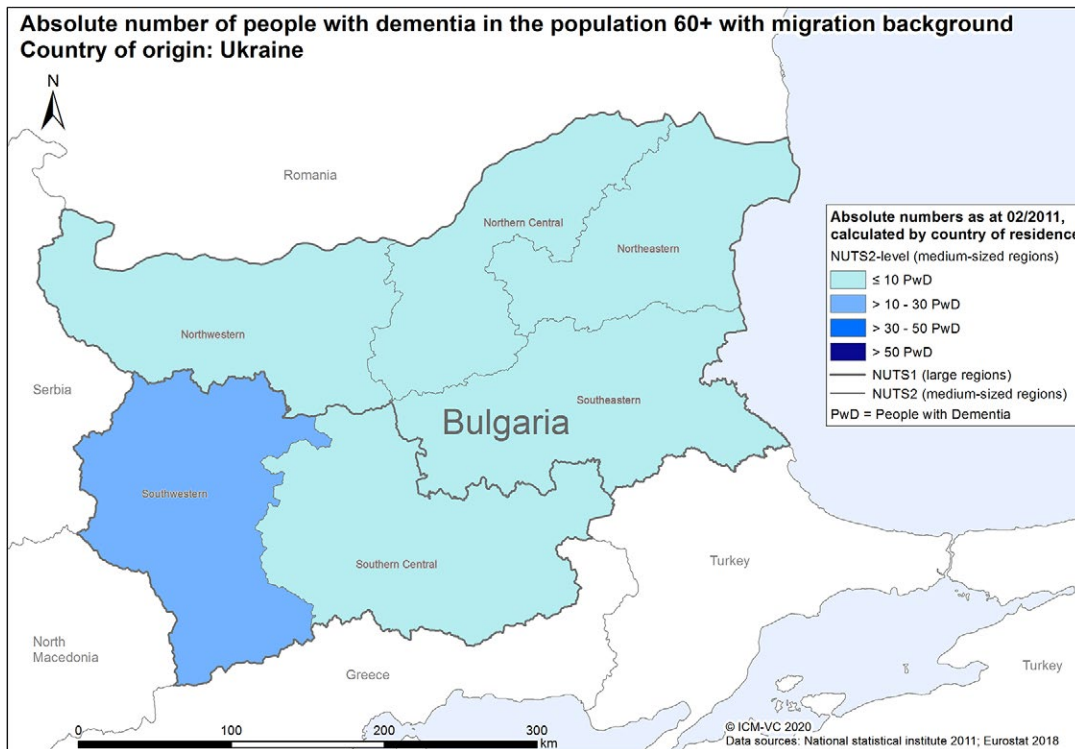 Absolute number of people with dementia in the population 60+ with migration background
Country of origin: Ukraine
N
Romania
Northern Central
Northeastern
Absolute numbers as at 02/2011,
calculated by country of residence
NUTS2-level (medium-sized regions)
≤ 10 PwD
> 10 - 30 PwD
> 30 - 50 PwD
> 50 PwD
NUTS1 (large regions)
NUTS2 (medium-sized regions)
PwD = People with Dementia
Northwestern
Serbia
Southeastern
Bulgaria
Southwestern
Southern Central
Turkey
North
Macedonia
Greece
Turkey
0 100 200 300
km
© ICM-VC 2020
Data sources: National statistical institute 2011; Eurostat 2018